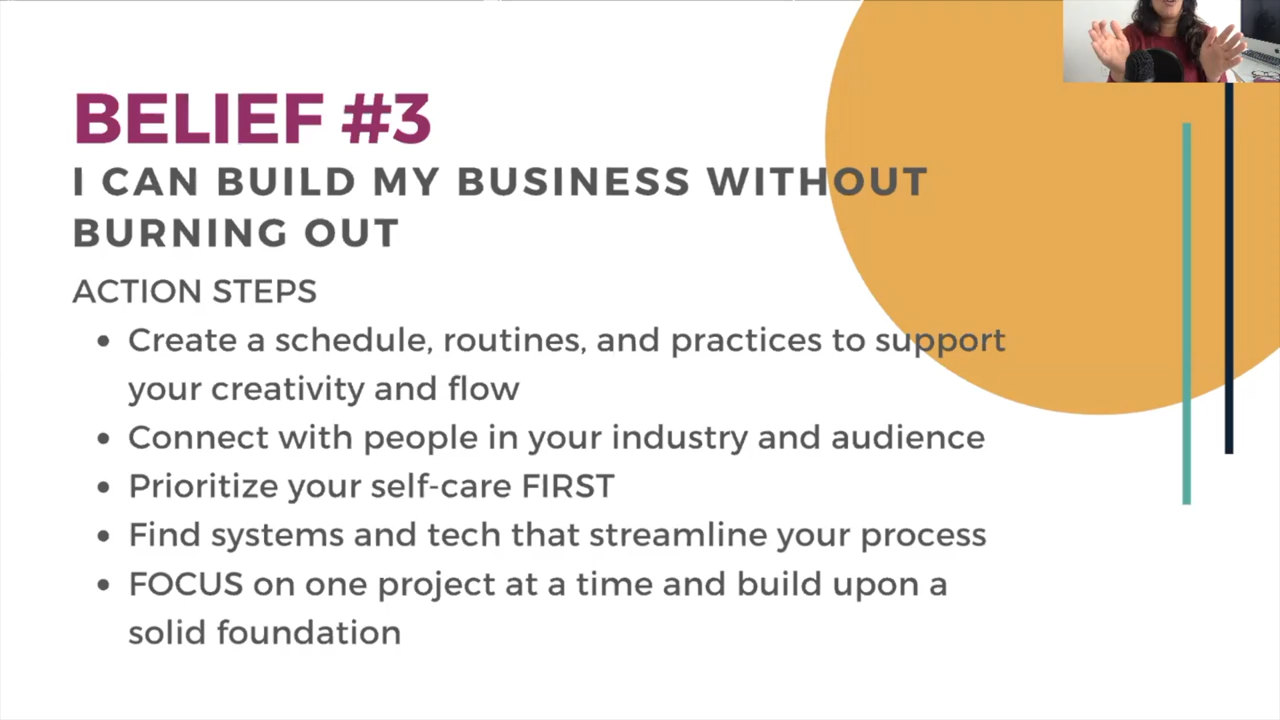 BELIEF #3
I CAN BUILD MY BUSINESS WITHOUT
BURNING OUT
ACTION STEPS
• Create a schedule, routines, and practices to support
your creativity and flow
• Connect with people in your industry and audience
• Prioritize your self-care FIRST
• Find systems and tech that streamline your process
• FOCUS on one project at a time and build upon a
solid foundation